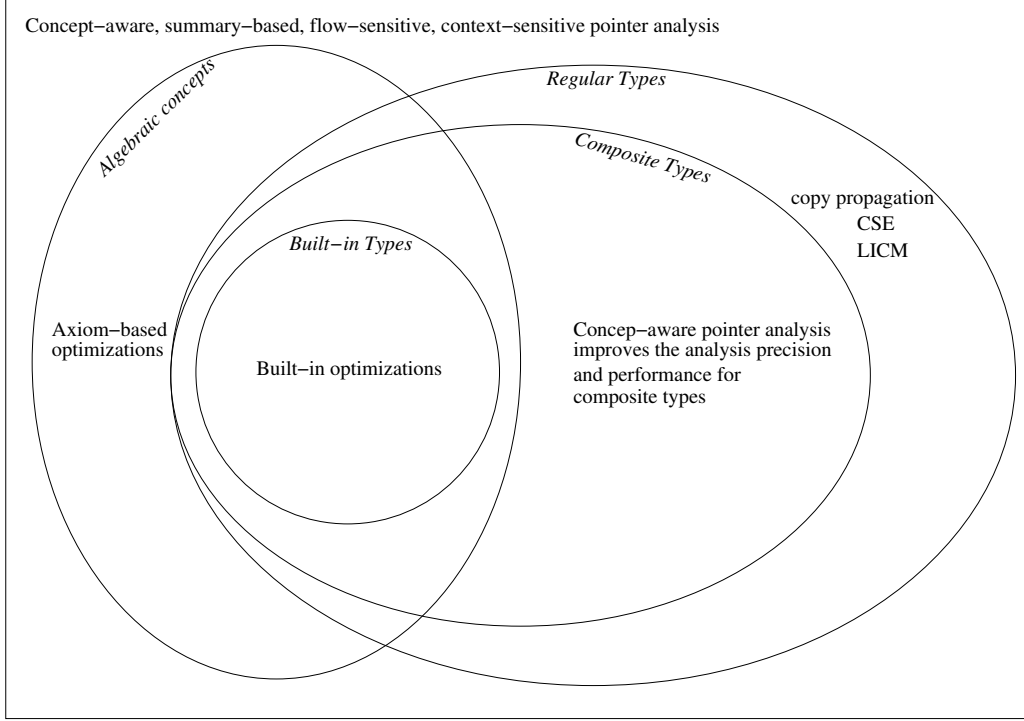 Concept−aware, summary−based, flow−sensitive, context−sensitive pointer analysis
Algebraic concepts
Regular Types
Composite Types
copy propagation
CSE
LICM
Built−in Types
Axiom−based
optimizations
Built−in optimizations
Concep−aware pointer analysis
improves the analysis precision
and performance for
composite types